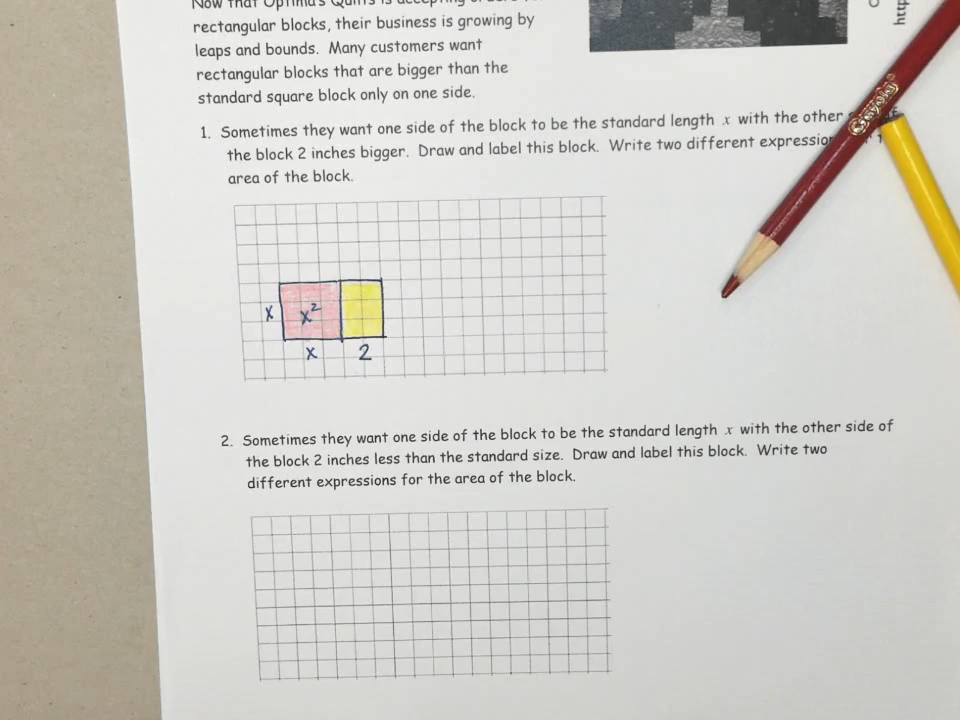 rectangular blocks, their business is growing by
leaps and bounds. Many customers want
rectangular blocks that are bigger than the
standard square block only on one side.
1. Sometimes they want one side of the block to be the standard length x with the other
the block 2 inches bigger. Draw and label this block. Write two different
area of the block.
x x²
x 2
2. Sometimes they want one side of the block to be the standard length x with the other side of
the block 2 inches less than the standard size. Draw and label this block. Write two
different expressions for the area of the block.
Crayola